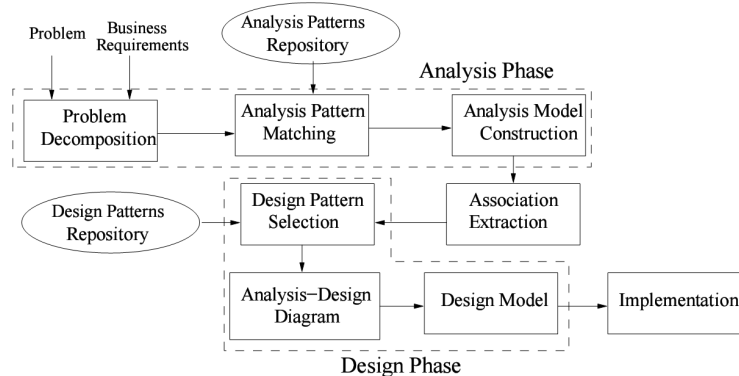 Problem
Business
Requirements
Analysis Patterns
Repository
Analysis Phase
Problem
Decomposition
Analysis Pattern
Matching
Analysis Model
Construction
Design Patterns
Repository
Design Pattern
Selection
Association
Extraction
Analysis−Design
Diagram
Design Model
Implementation
Design Phase